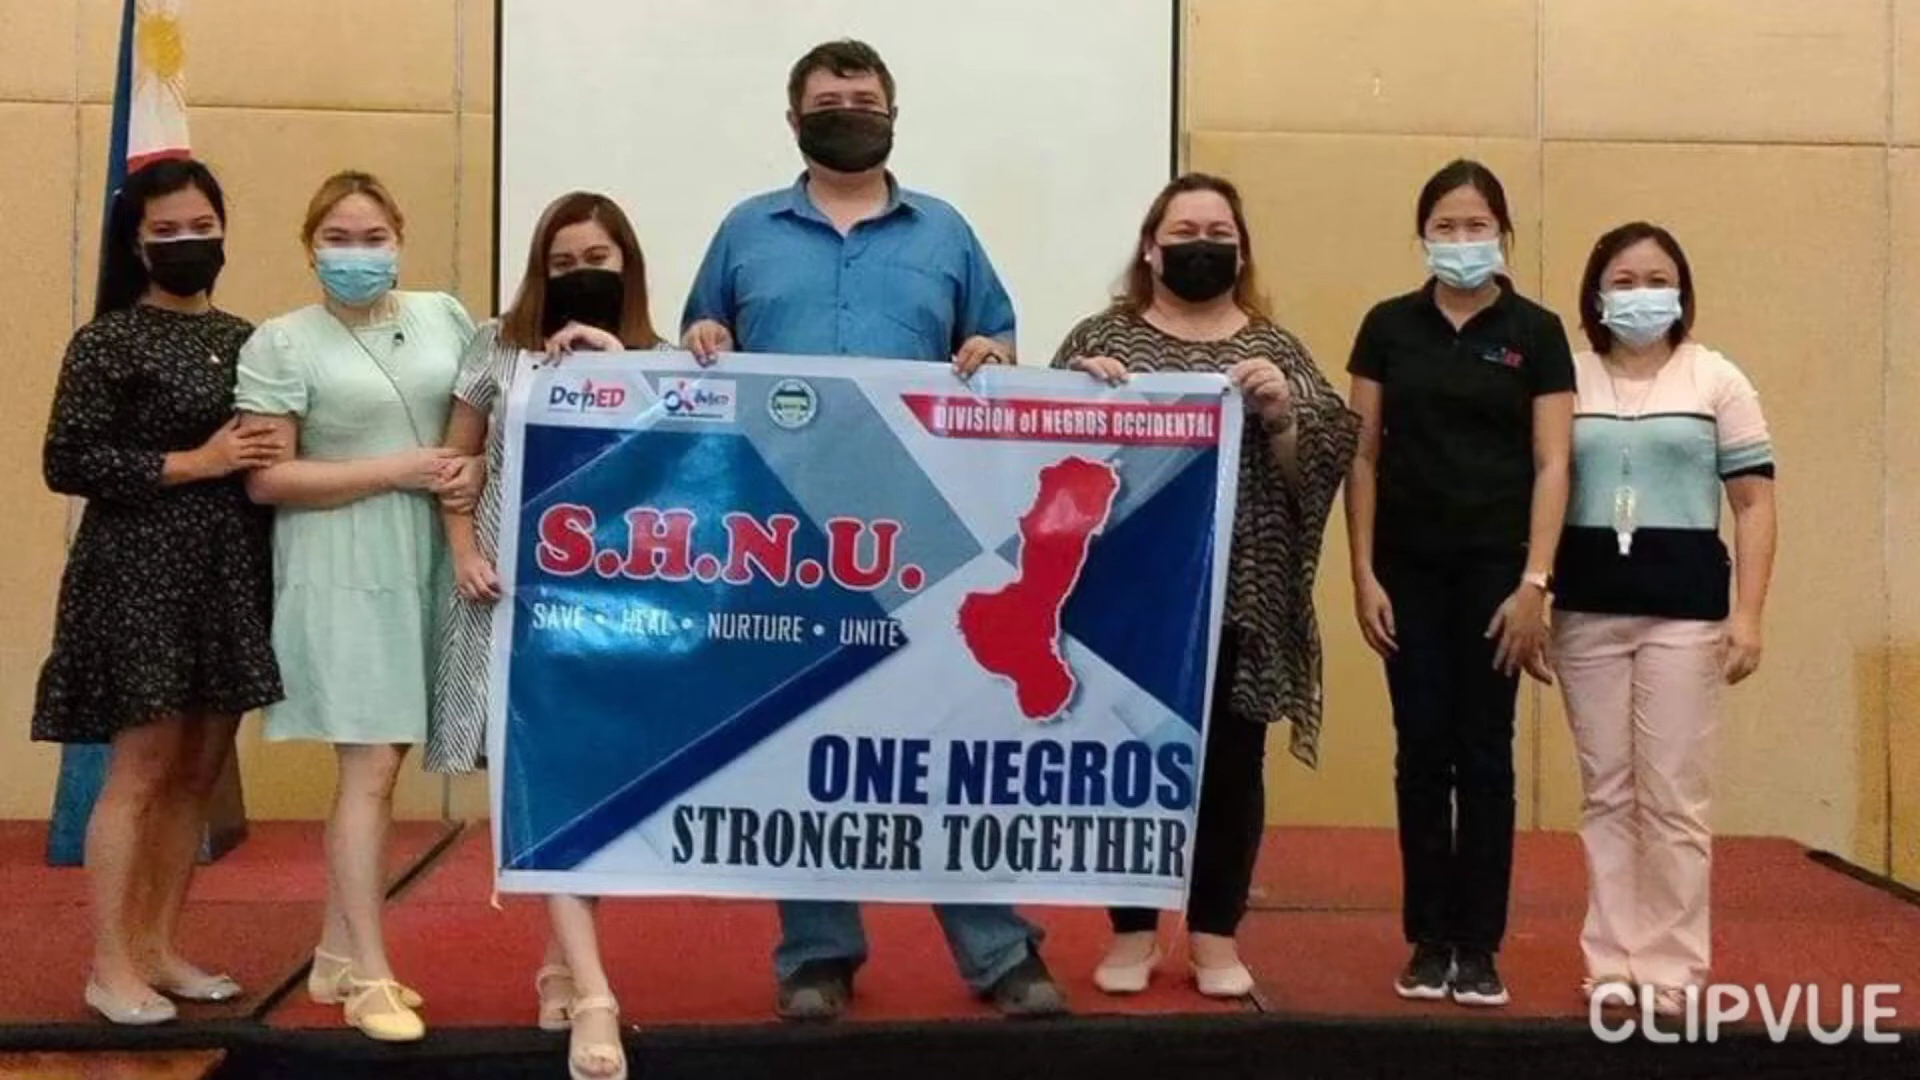 DepED
DIVISION of NEGROS OCCIDENTAL
S.H.N.U.
SAVE • HEAL • NURTURE • UNITE
ONE NEGROS
STRONGER TOGETHER
CLIPVUE